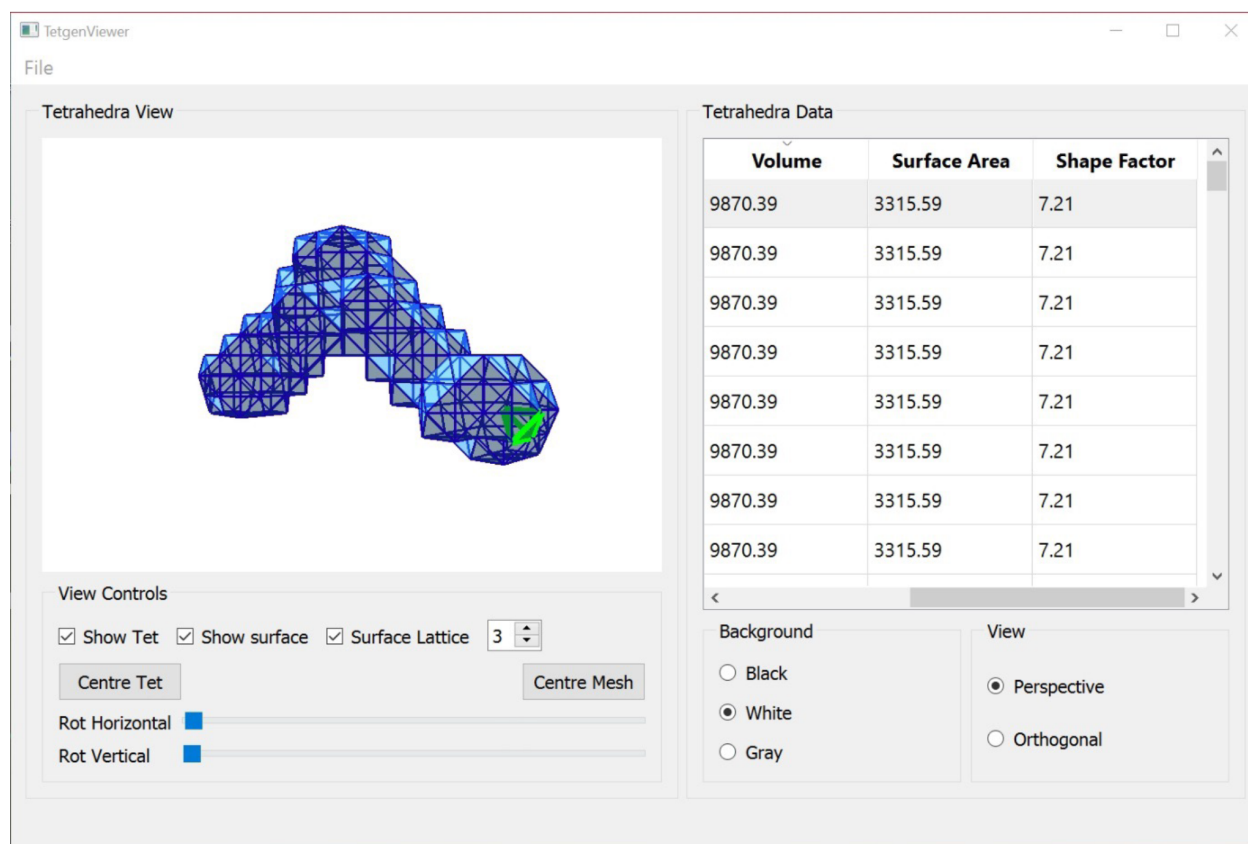 TetgenViewer
File
Tetrahedra View
Tetrahedra Data
Volume Surface Area Shape Factor
9870.39 3315.59 7.21
9870.39 3315.59 7.21
9870.39 3315.59 7.21
9870.39 3315.59 7.21
9870.39 3315.59 7.21
9870.39 3315.59 7.21
9870.39 3315.59 7.21
9870.39 3315.59 7.21
View Controls
Show Tet Show surface Surface Lattice 3
Centre Tet Centre Mesh
Rot Horizontal
Rot Vertical
Background
Black
White
Gray
View
Perspective
Orthogonal